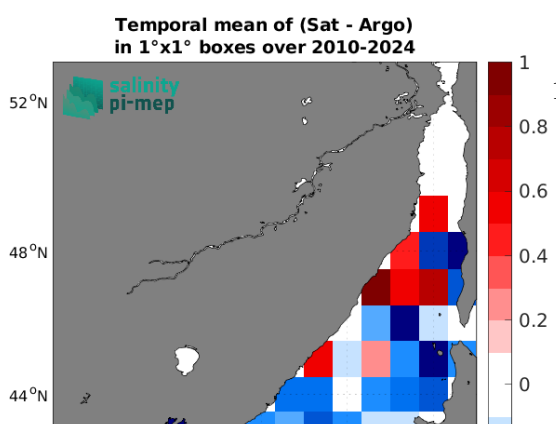 Temporal mean of (Sat - Argo)
in 1°x1° boxes over 2010-2024
salinity
pi-mep
52°N
48°N
44°N
1
0.8
0.6
0.4
0.2
0